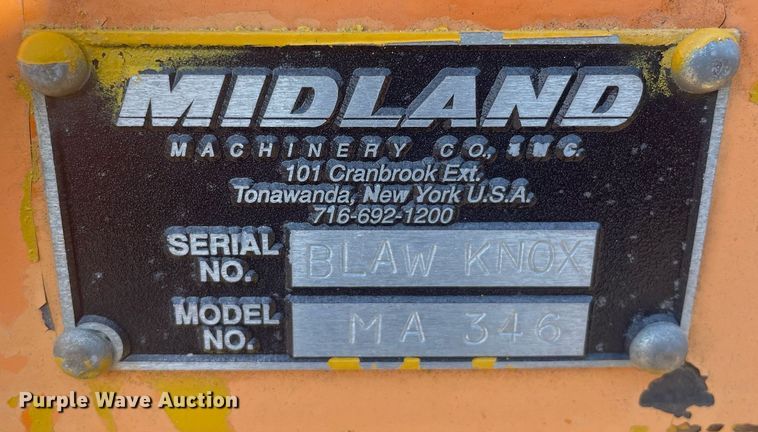 MIDLAND
MACHINERY CO., INC.
101 Cranbrook Ext.
Tonawanda, New York U.S.A.
716-692-1200
SERIAL NO. BLAW KNOX
MODEL NO. MA 346
Purple Wave Auction